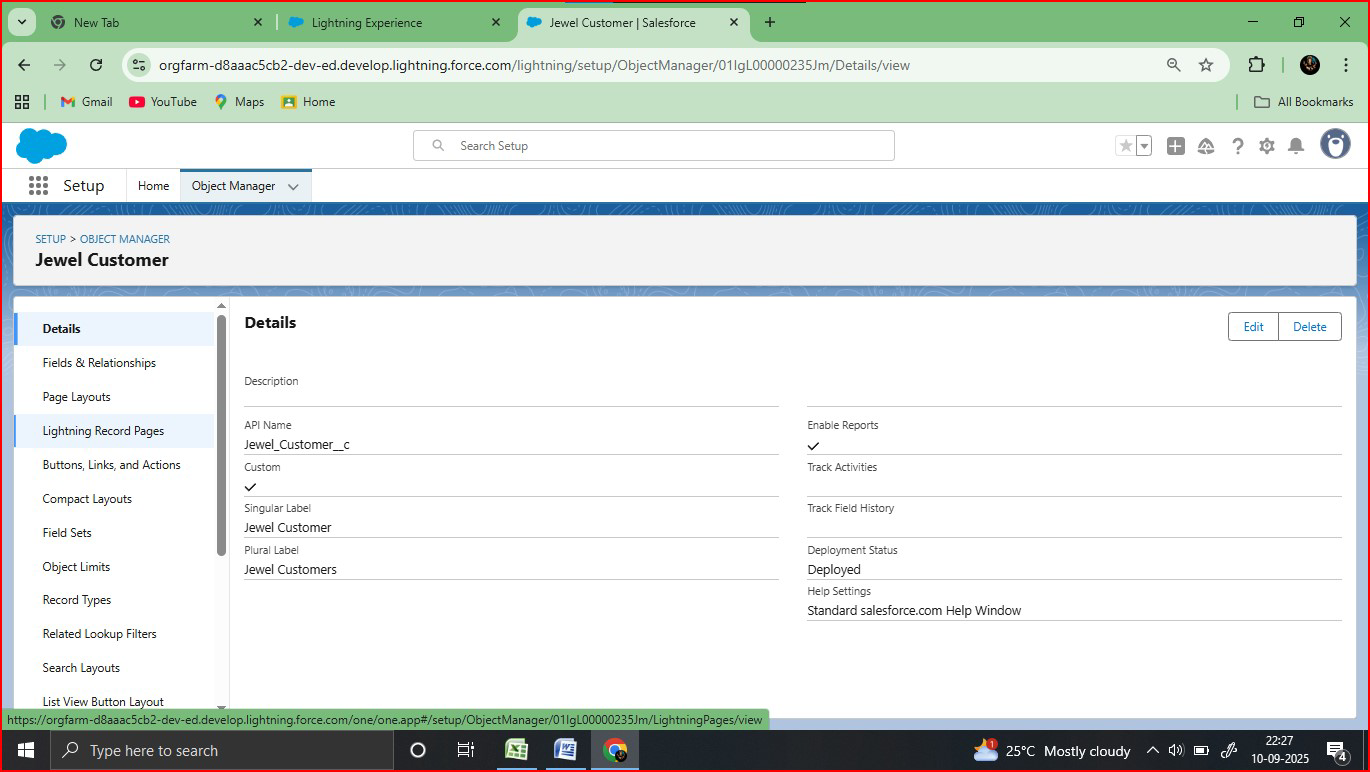 New Tab
Lightning Experience
Jewel Customer | Salesforce
orgfarm-d8aaac5cb2-dev-ed.develop.lightning.force.com/lightning/setup/ObjectManager/01IgL00000235Jm/Details/view
Gmail
YouTube
Maps
Home
All Bookmarks
Search Setup
Setup
Home
Object Manager
SETUP > OBJECT MANAGER
Jewel Customer
Details
Fields & Relationships
Page Layouts
Lightning Record Pages
Buttons, Links, and Actions
Compact Layouts
Field Sets
Object Limits
Record Types
Related Lookup Filters
Search Layouts
List View Button Layout
Details
Edit
Delete
Description
API Name
Jewel_Customer__c
Custom
Singular Label
Jewel Customer
Plural Label
Jewel Customers
Enable Reports
Track Activities
Track Field History
Deployment Status
Deployed
Help Settings
Standard salesforce.com Help Window
https://orgfarm-d8aaac5cb2-dev-ed.develop.lightning.force.com/one/one.app#/setup/ObjectManager/01IgL00000235Jm/LightningPages/view
Type here to search
1
25°C Mostly cloudy
22:27
10-09-2025
4